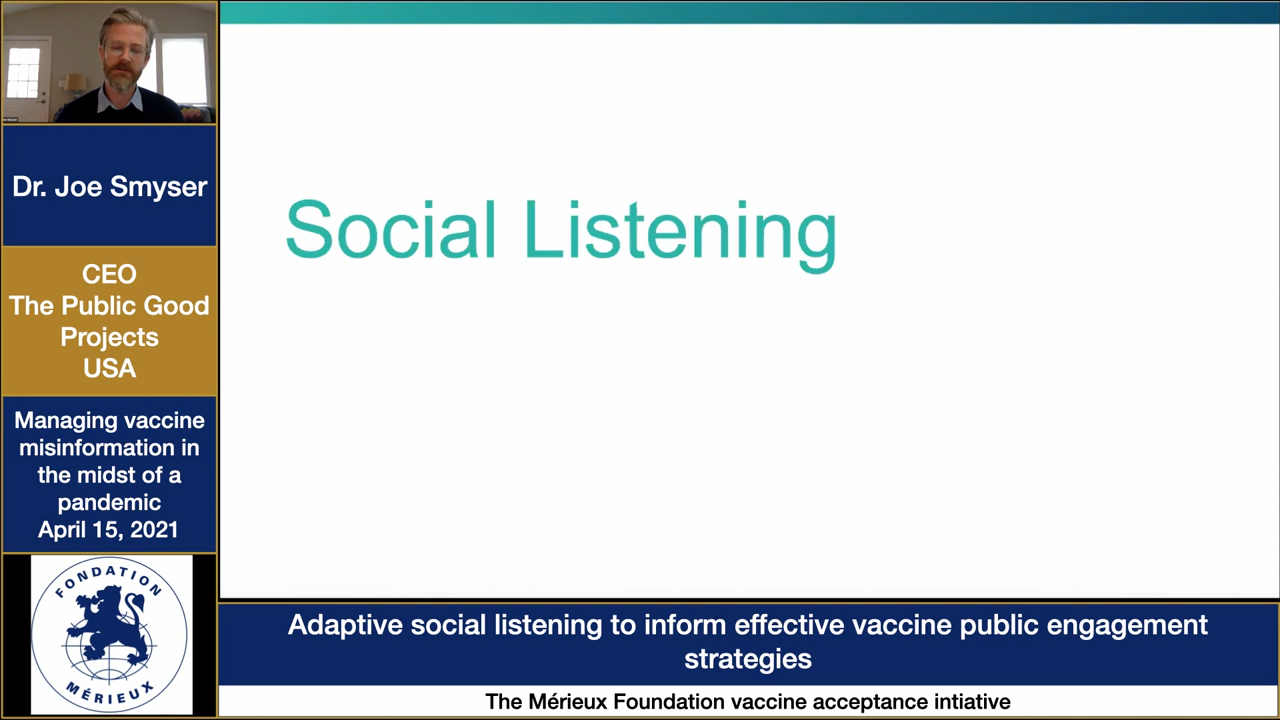 Dr. Joe Smyser
CEO
The Public Good
Projects
USA
Managing vaccine
misinformation in
the midst of a
pandemic
April 15, 2021
FONDATION
MÉRIEUX
Social Listening
Adaptive social listening to inform effective vaccine public engagement
strategies
The Mérieux Foundation vaccine acceptance intiative